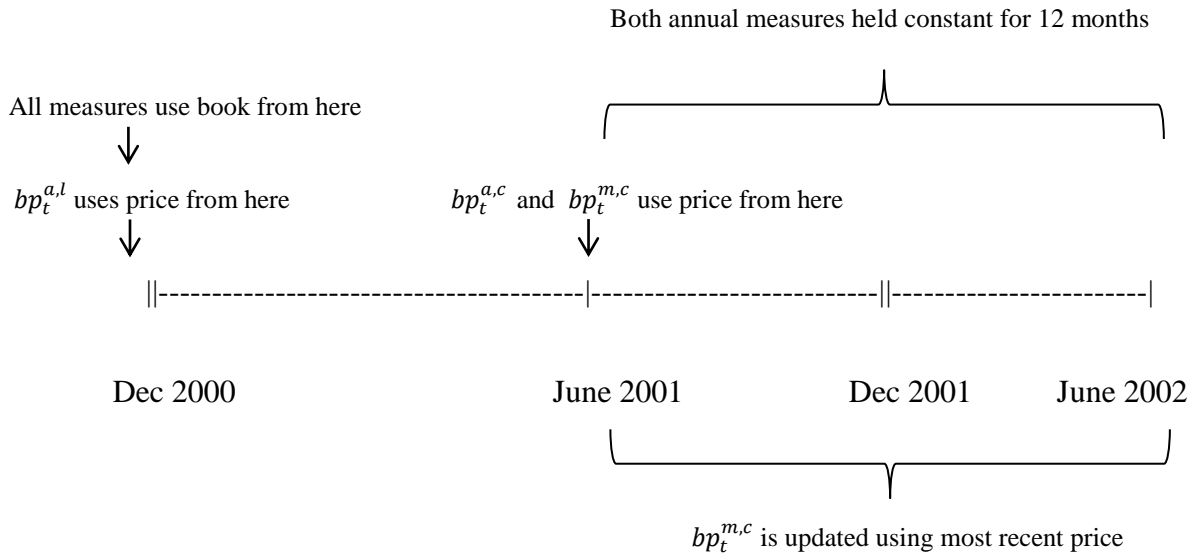 Both annual measures held constant for 12 months
All measures use book from here
bp_t^{a,l} uses price from here
bp_t^{a,c} and bp_t^{m,c} use price from here
||----------------------------------------------|------------------------------||---------------------------|
Dec 2000 June 2001 Dec 2001 June 2002
bp_t^{m,c} is updated using most recent price